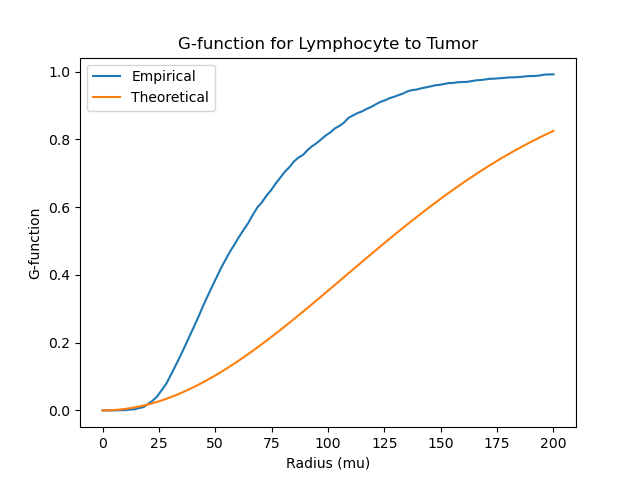 G-function for Lymphocyte to Tumor
Empirical
Theoretical
1.0
0.8
0.6
0.4
0.2
0.0
G-function
0 25 50 75 100 125 150 175 200
Radius (mu)